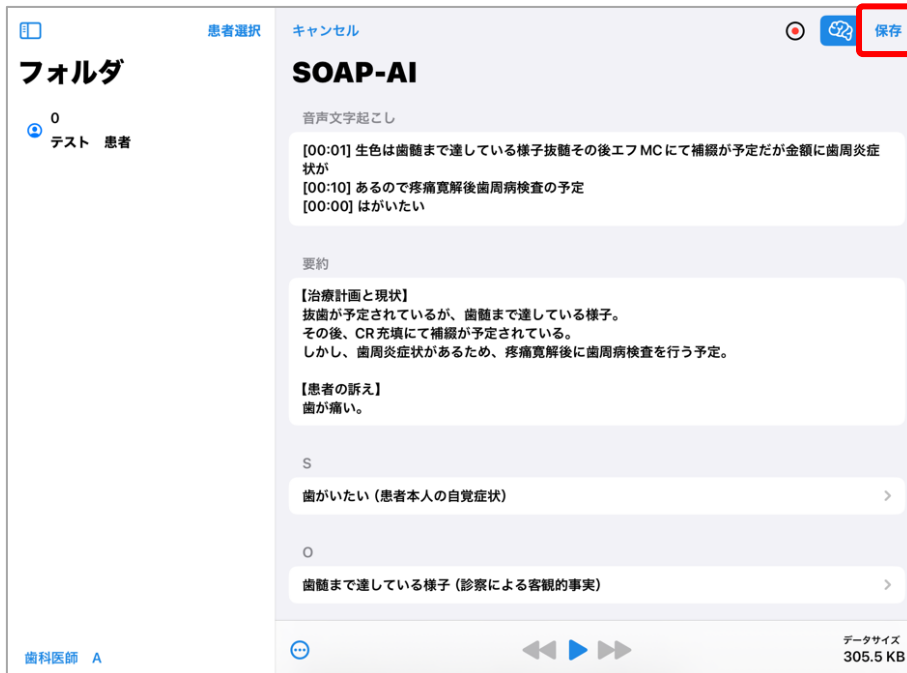 患者選択
フォルダ
0
テスト 患者
歯科医師 A
キャンセル
保存
SOAP-AI
音声文字起こし
[00:01] 生色は歯髄まで達している様子抜髄その後エフMCにて補綴が予定だが金額に歯周炎症
状が
[00:10] あるので疼痛寛解後歯周病検査の予定
[00:00] はがいたい
要約
【治療計画と現状】
抜歯が予定されているが、歯髄まで達している様子。
その後、CR充填にて補綴が予定されている。
しかし、歯周炎症状があるため、疼痛寛解後に歯周病検査を行う予定。
【患者の訴え】
歯が痛い。
S
歯がいたい（患者本人の自覚症状）
O
歯髄まで達している様子（診察による客観的事実）
データサイズ
305.5 KB